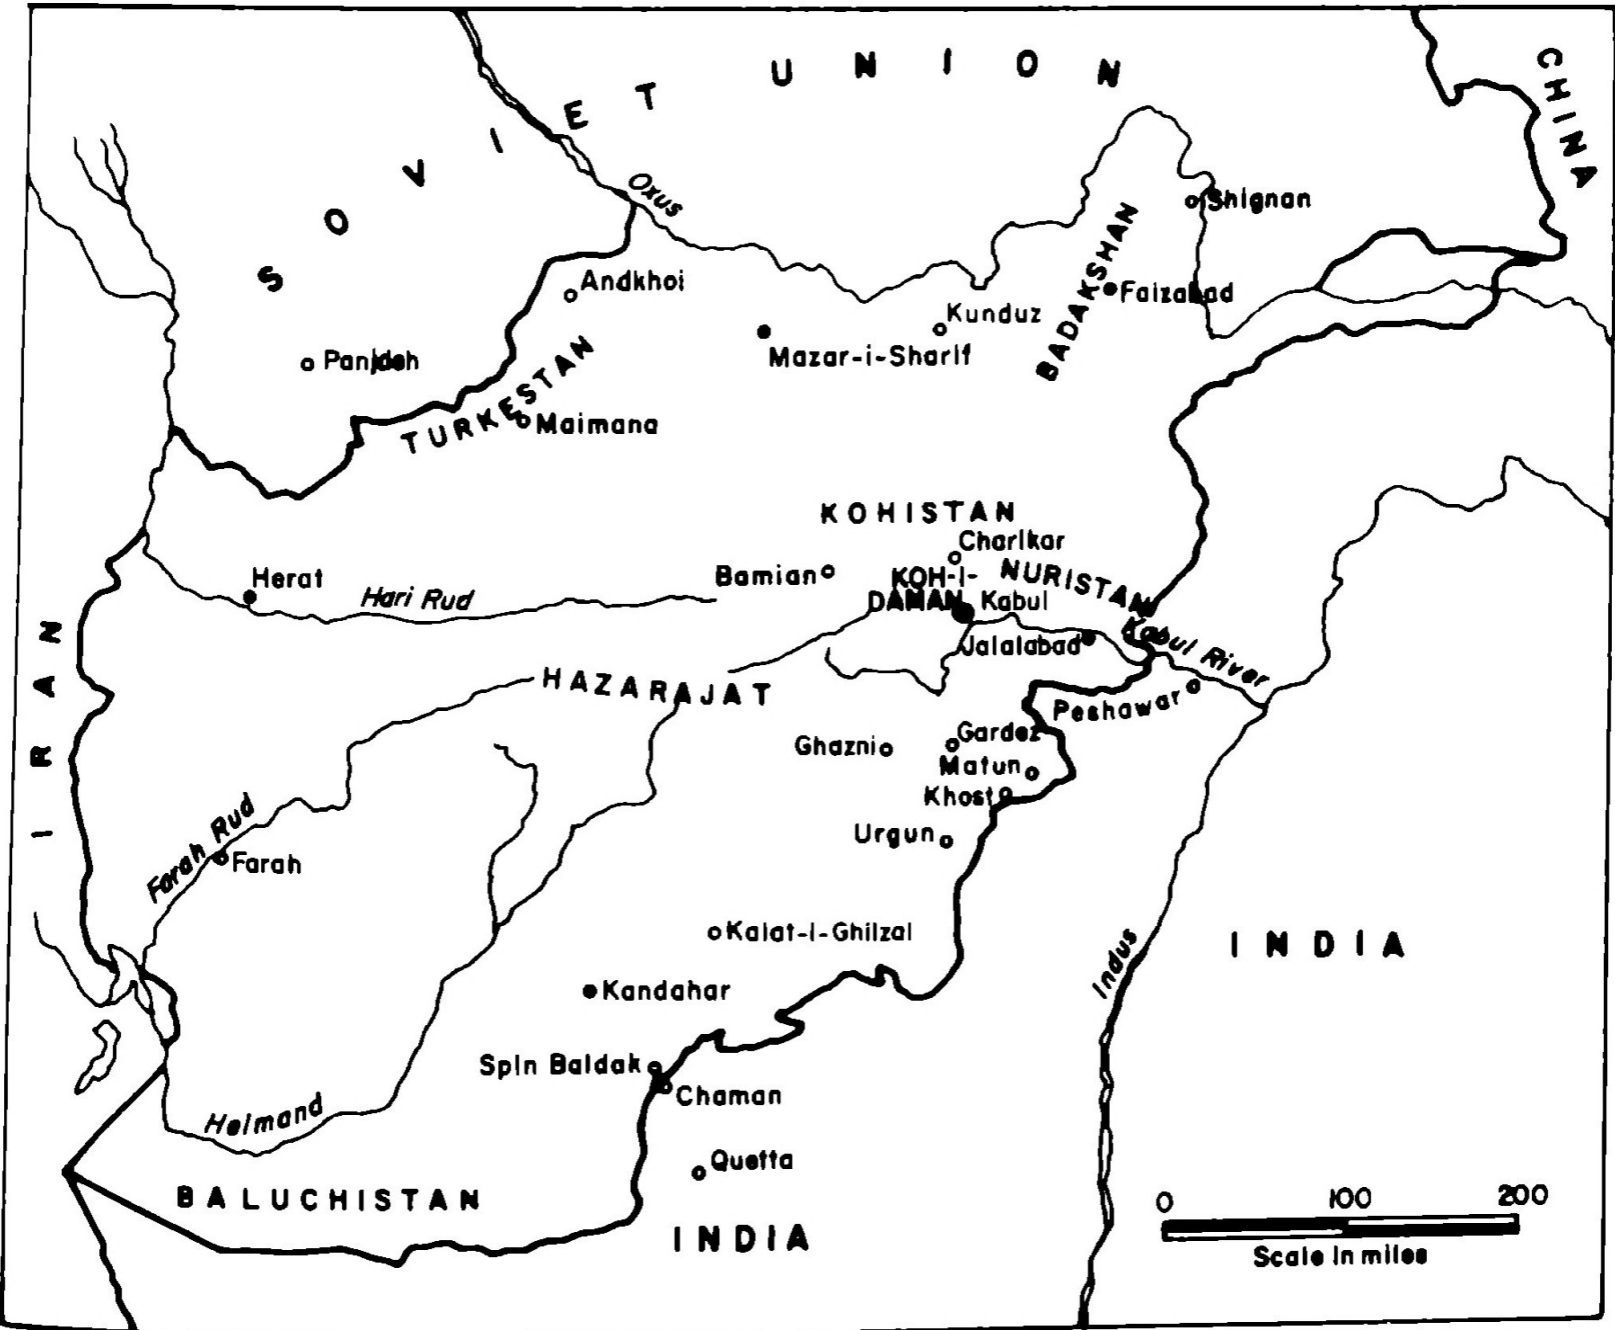 SOVIET UNION
CHINA
Oxus
Shignan
BADAKSHAN
Andkhoi
Faizabad
Kunduz
Panjdeh
Mazar-i-Sharif
TURKESTAN
Maimana
KOHISTAN
Charikar
Bamian
KOH-I-
DAMAN
NURISTAN
Herat
Hari Rud
Kabul
Jalalabad
Kabul River
IRAN
HAZARAJAT
Peshawar
Ghazni
Gardez
Matun
Khost
Urgun
Farah Rud
Farah
Kalat-i-Ghilzai
Indus
INDIA
Kandahar
Spin Baldak
Chaman
Helmand
Quetta
BALUCHISTAN
INDIA
0 100 200
Scale in miles